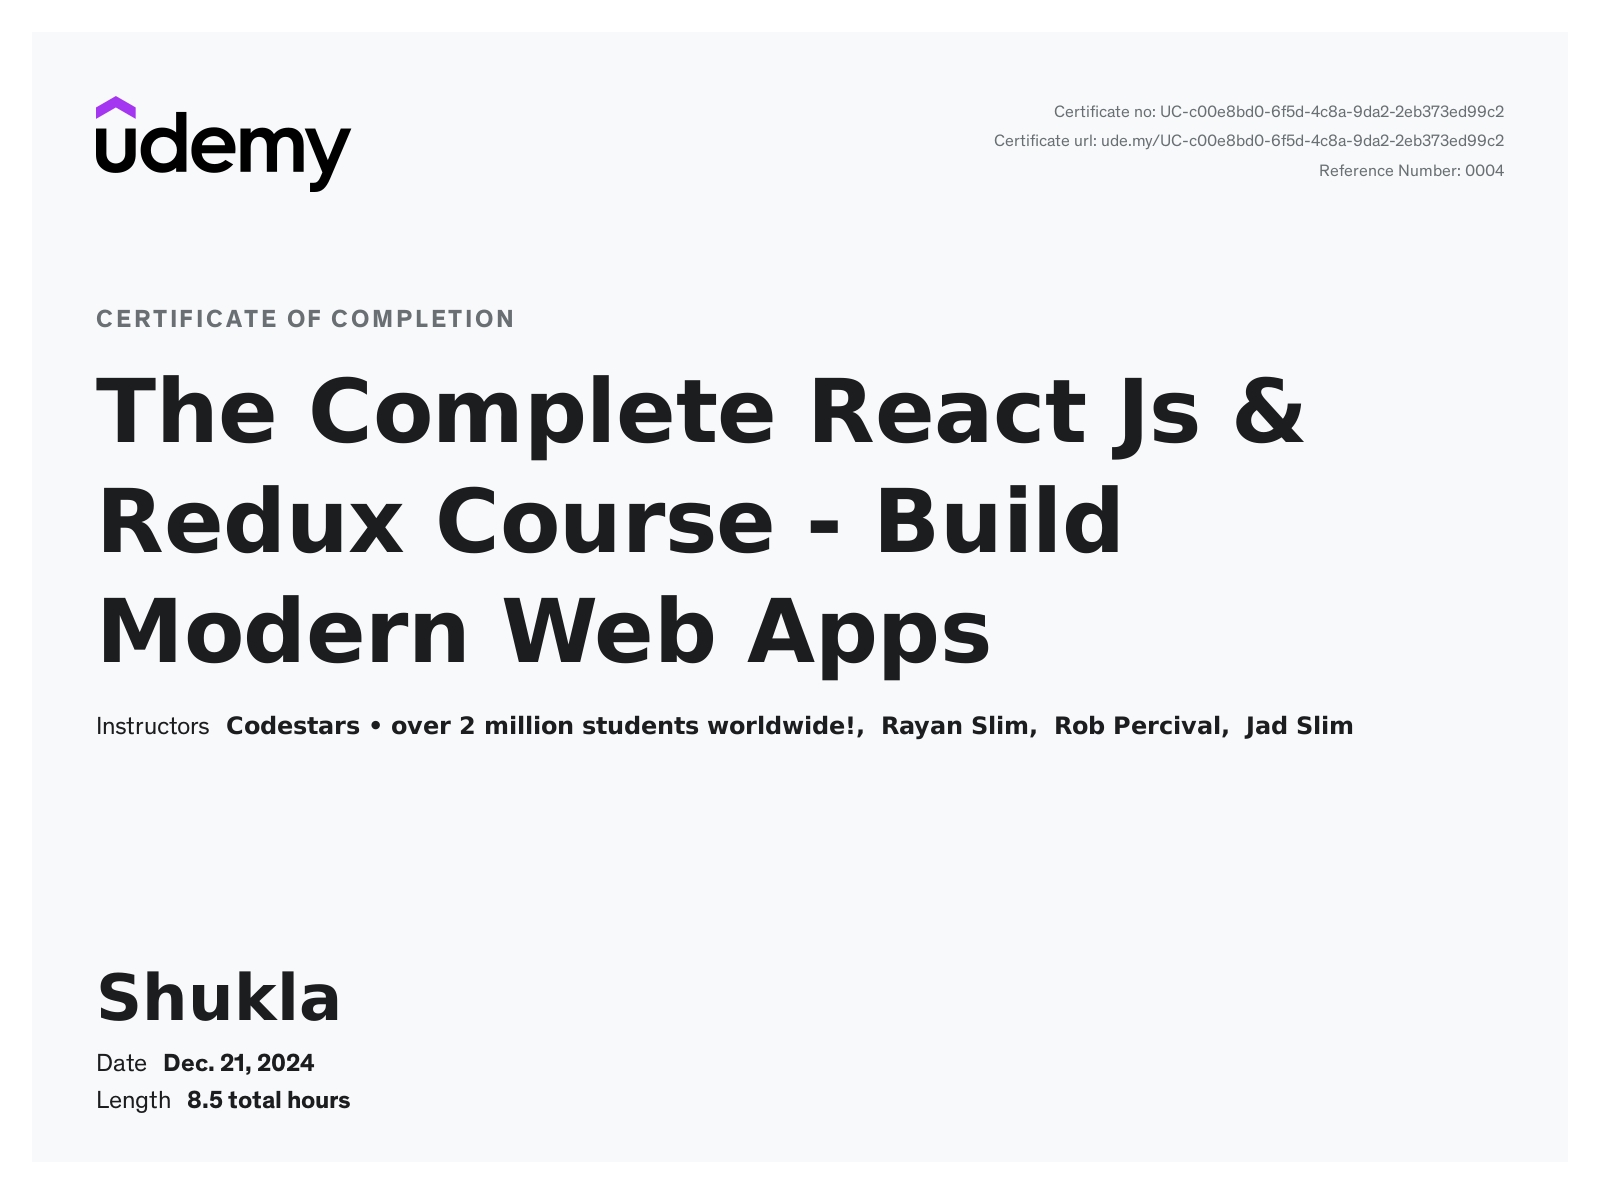 udemy
Certificate no: UC-c00e8bd0-6f5d-4c8a-9da2-2eb373ed99c2
Certificate url: ude.my/UC-c00e8bd0-6f5d-4c8a-9da2-2eb373ed99c2
Reference Number: 0004
CERTIFICATE OF COMPLETION
The Complete React Js &
Redux Course - Build
Modern Web Apps
Instructors Codestars • over 2 million students worldwide!, Rayan Slim, Rob Percival, Jad Slim
Shukla
Date Dec. 21, 2024
Length 8.5 total hours